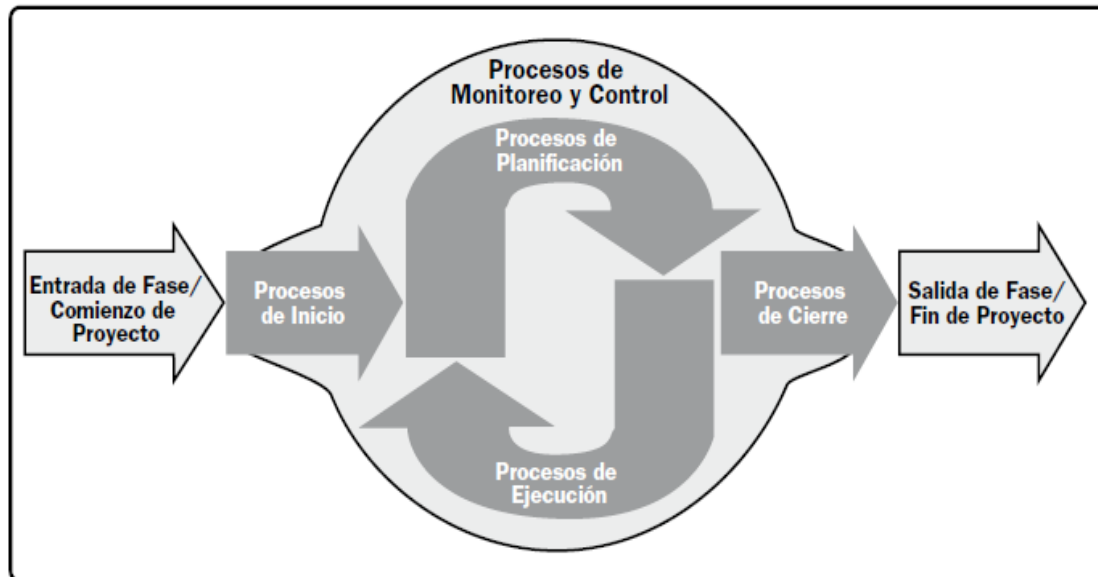 Procesos de
Monitoreo y Control
Procesos de
Planificación
Entrada de Fase/
Comienzo de
Proyecto
Procesos
de Inicio
Procesos
de Cierre
Salida de Fase/
Fin de Proyecto
Procesos de
Ejecución